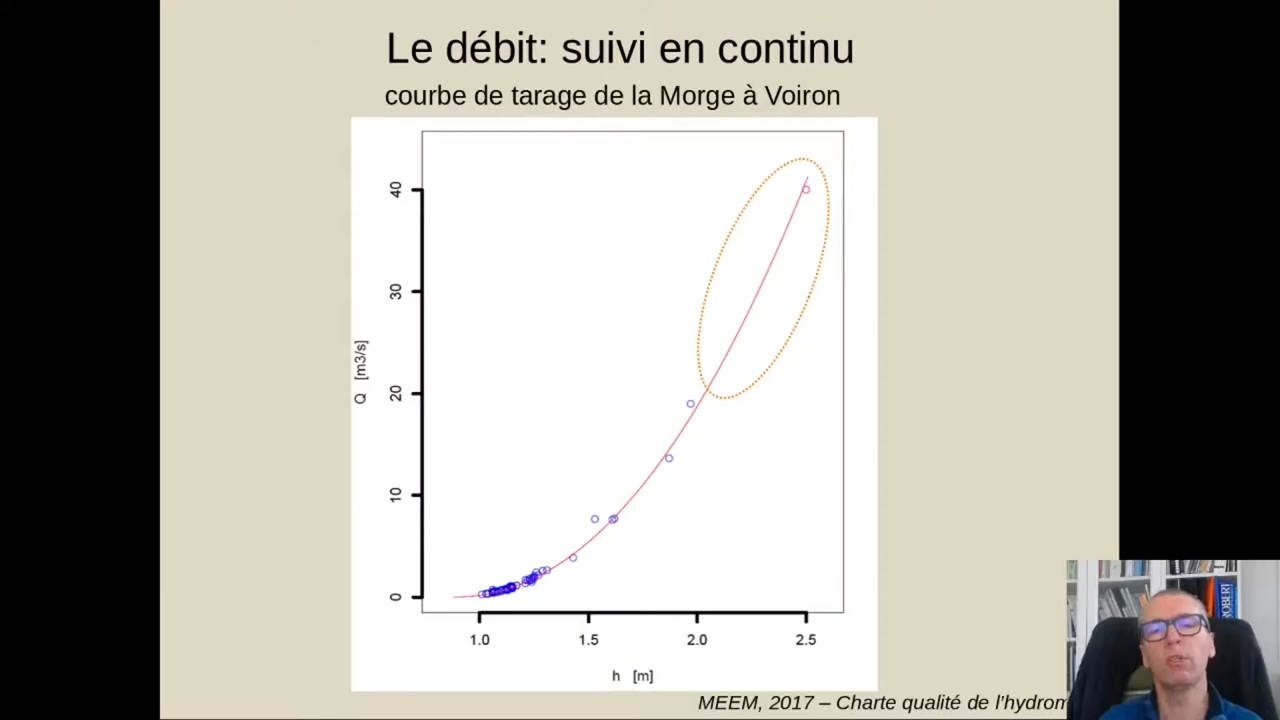 Le débit: suivi en continu
courbe de tarage de la Morge à Voiron
40
30
20
10
0
Q [m3/s]
1.0 1.5 2.0 2.5
h [m]
MEEM, 2017 – Charte qualité de l'hydrom
ROBERT